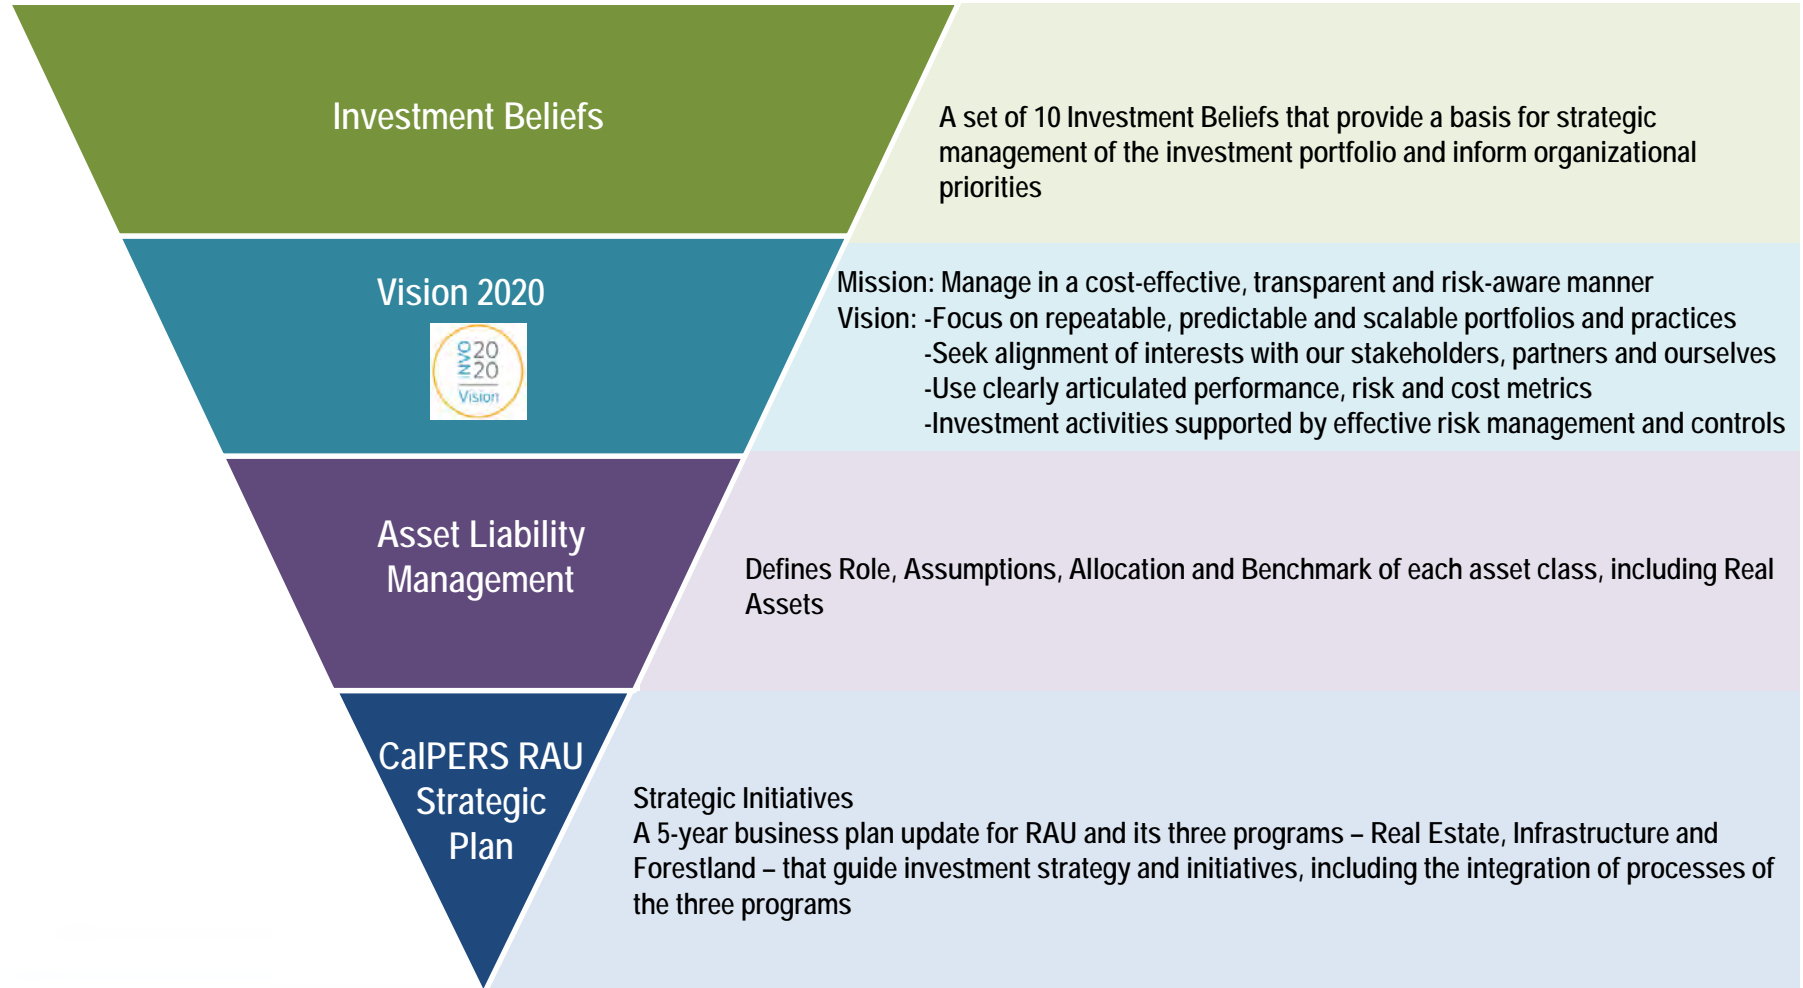 Investment Beliefs
A set of 10 Investment Beliefs that provide a basis for strategic
management of the investment portfolio and inform organizational
priorities
Vision 2020
INVO
20
20
Vision
Mission: Manage in a cost-effective, transparent and risk-aware manner
Vision: -Focus on repeatable, predictable and scalable portfolios and practices
-Seek alignment of interests with our stakeholders, partners and ourselves
-Use clearly articulated performance, risk and cost metrics
-Investment activities supported by effective risk management and controls
Asset Liability
Management
Defines Role, Assumptions, Allocation and Benchmark of each asset class, including Real
Assets
CalPERS RAU
Strategic
Plan
Strategic Initiatives
A 5-year business plan update for RAU and its three programs – Real Estate, Infrastructure and
Forestland – that guide investment strategy and initiatives, including the integration of processes of
the three programs